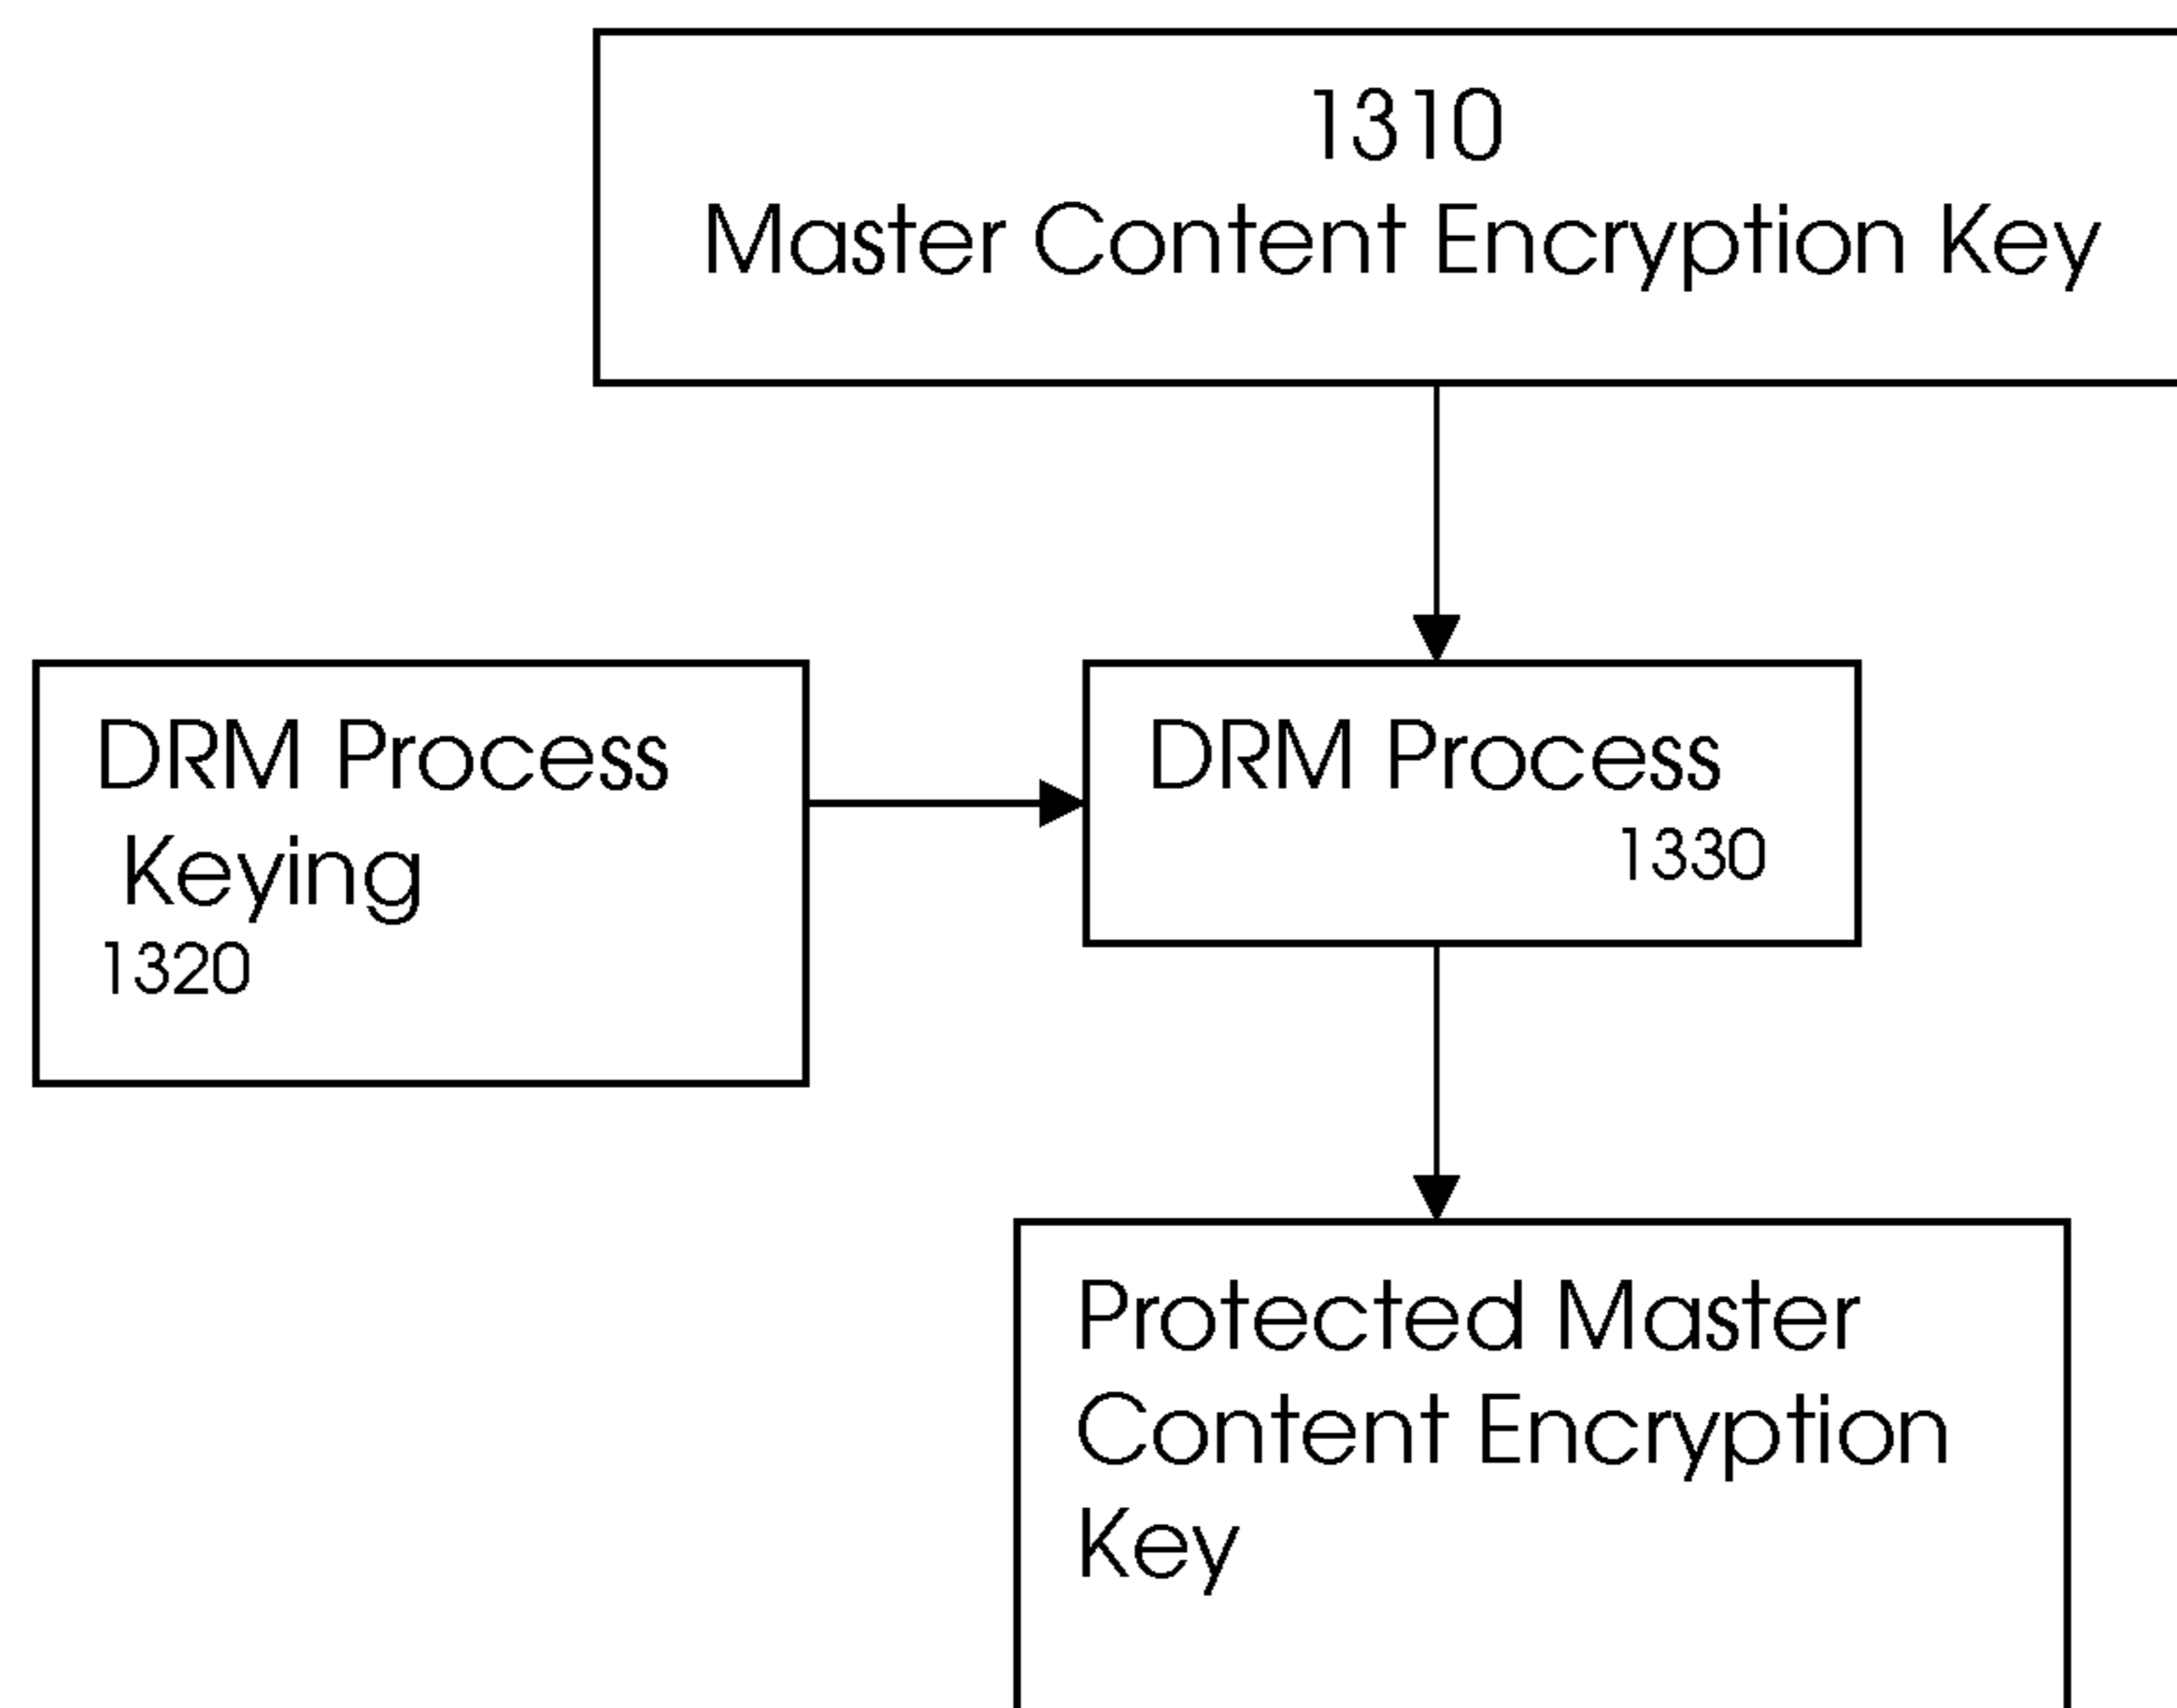 1310
Master Content Encryption Key
DRM Process
Keying
1320
DRM Process
1330
Protected Master
Content Encryption
Key